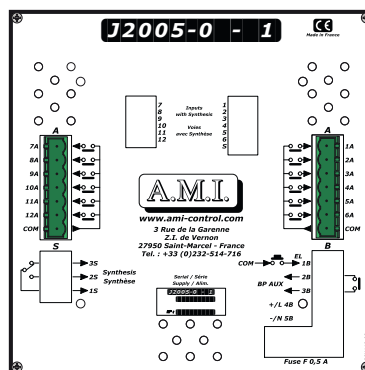 J2005-0 - 1
CE
Made in France
7
8
9
10
11
12
Inputs
with Synthesis
Voies
avec Synthèse
1
2
3
4
5
6
S
A
7A
8A
9A
10A
11A
12A
COM
A
1A
2A
3A
4A
5A
6A
COM
A.M.I.
www.ami-control.com
3 Rue de la Garenne
Z.I. de Vernon
27950 Saint-Marcel - France
Tel. : +33 (0)232-514-716
S
3S
2S
1S
Synthesis
Synthèse
Serial / Série
Supply / Alim.
J2005-0 - 1
B
COM
EL
1B
2B
BP AUX
3B
+/L 4B
-/N 5B
Fuse F 0,5 A